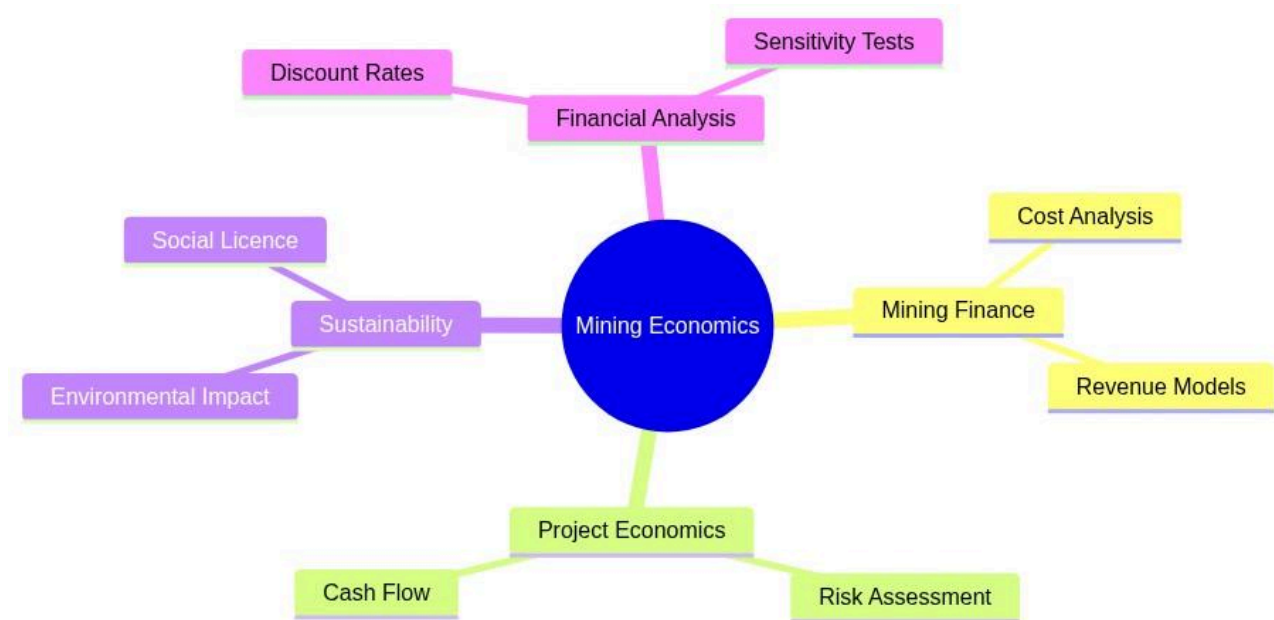 Sensitivity Tests
Discount Rates
Financial Analysis
Cost Analysis
Social Licence
Mining Finance
Sustainability
Mining Economics
Revenue Models
Environmental Impact
Project Economics
Cash Flow
Risk Assessment